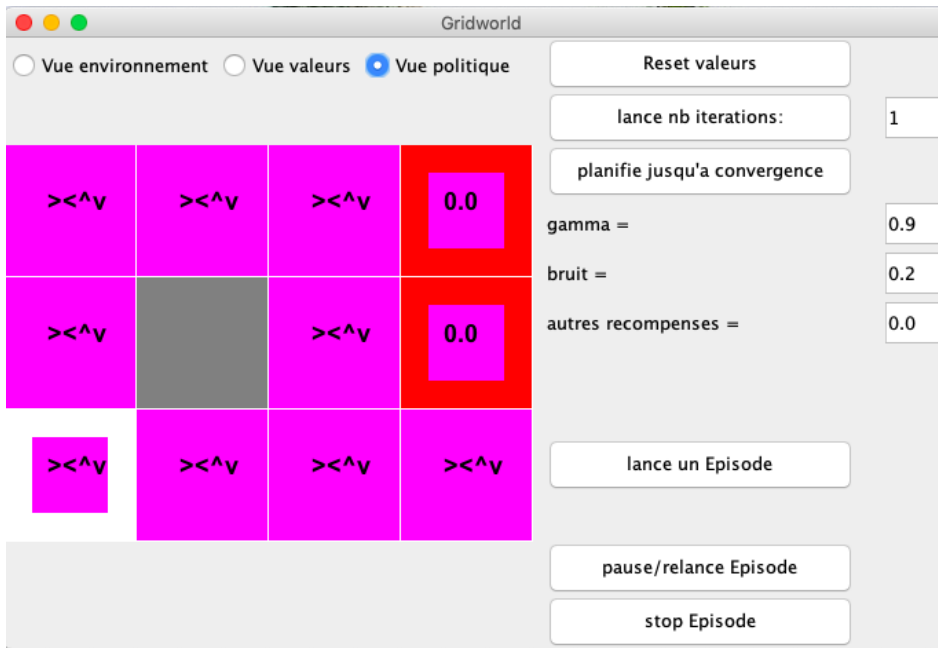 Gridworld
Vue environnement Vue valeurs Vue politique
Reset valeurs
lance nb iterations: 1
planifie jusqu'a convergence
gamma = 0.9
bruit = 0.2
autres recompenses = 0.0
><^v ><^v ><^v 0.0
><^v ><^v 0.0
><^v ><^v ><^v ><^v
lance un Episode
pause/relance Episode
stop Episode